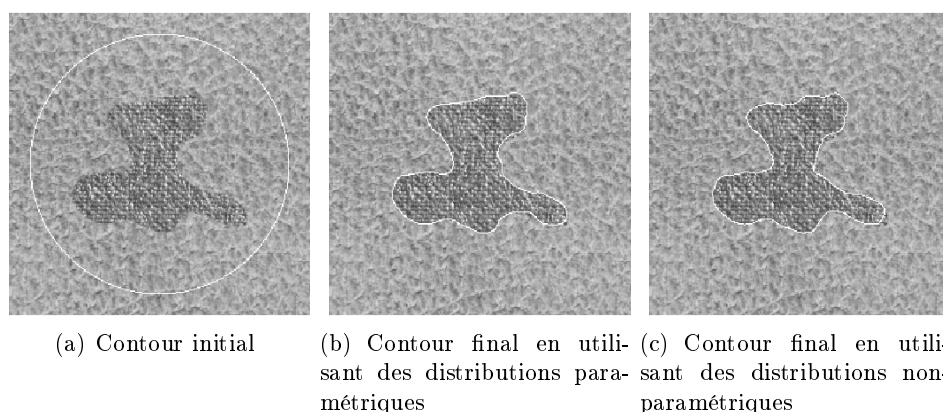 (a) Contour initial
(b) Contour final en utili-
sant des distributions para-
métriques
(c) Contour final en utili-
sant des distributions non-
paramétriques